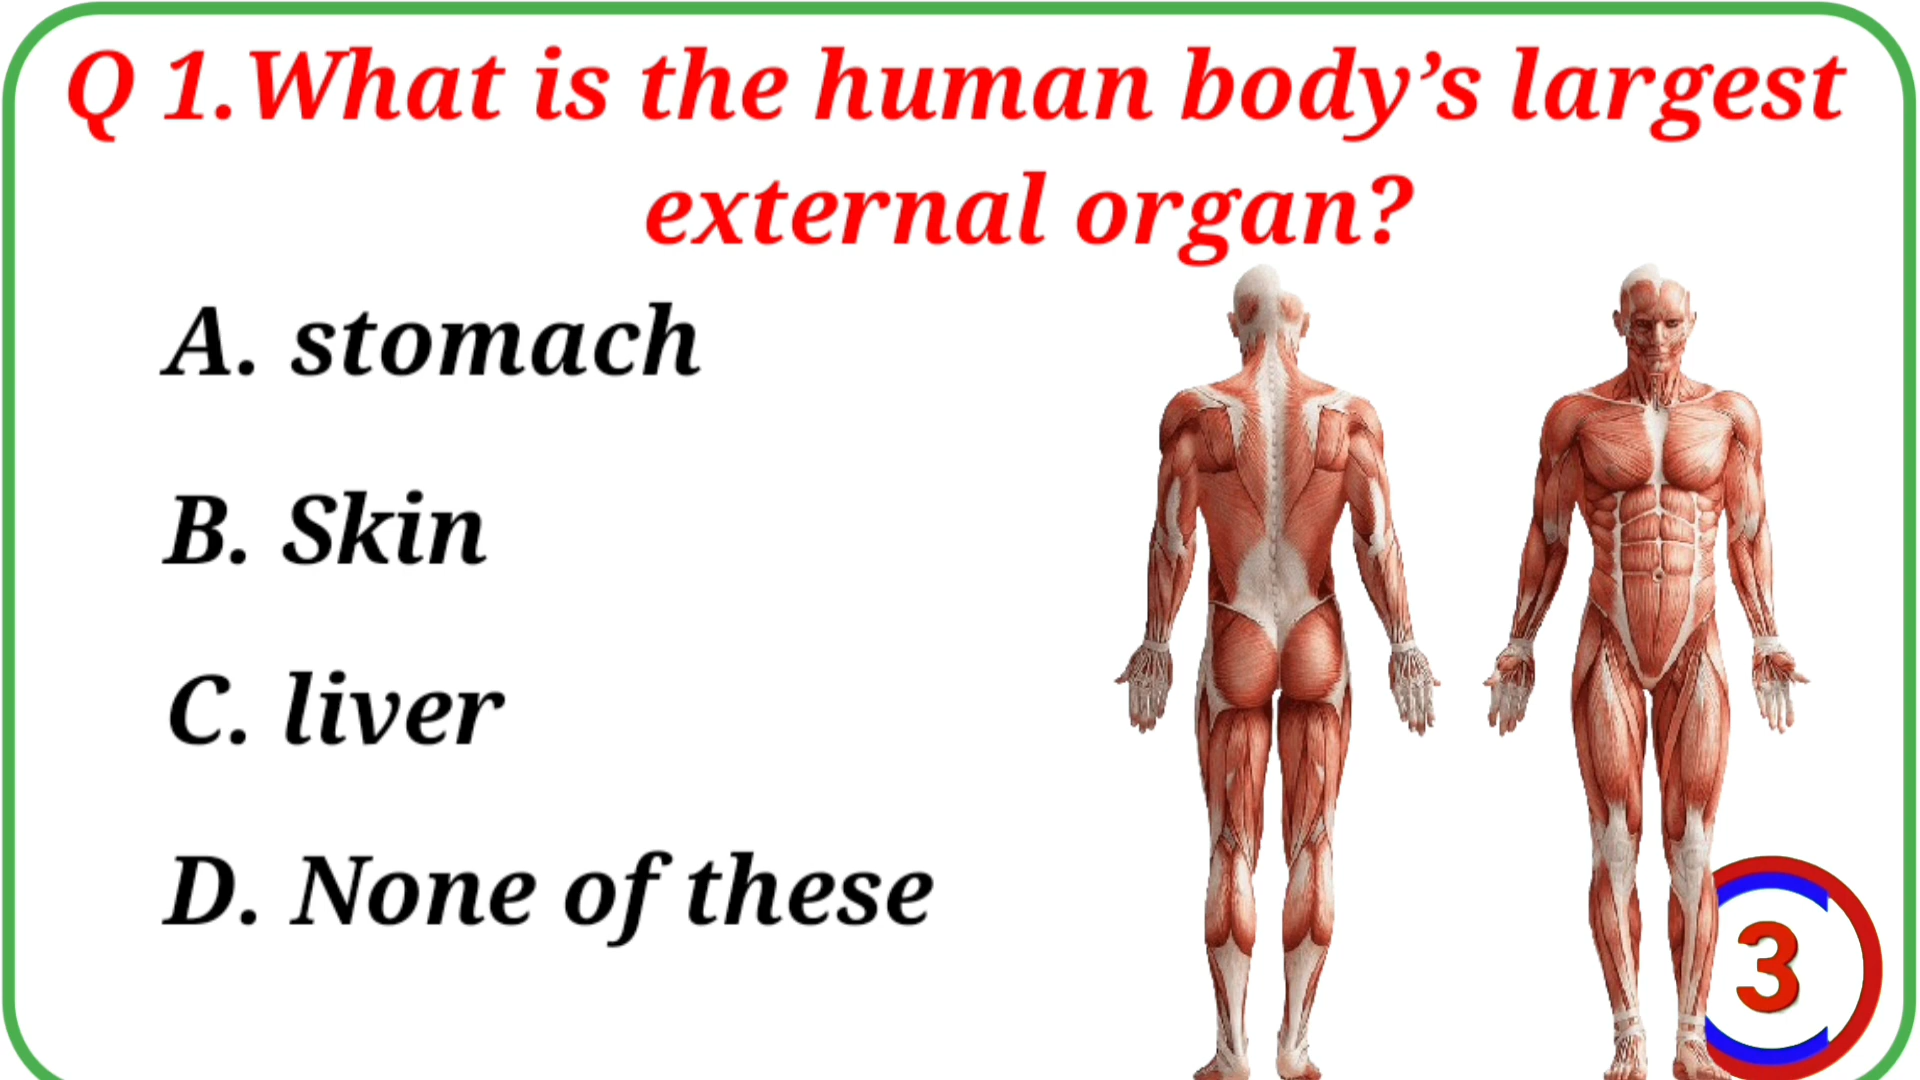 Q 1.What is the human body’s largest
external organ?
A. stomach
B. Skin
C. liver
D. None of these
3